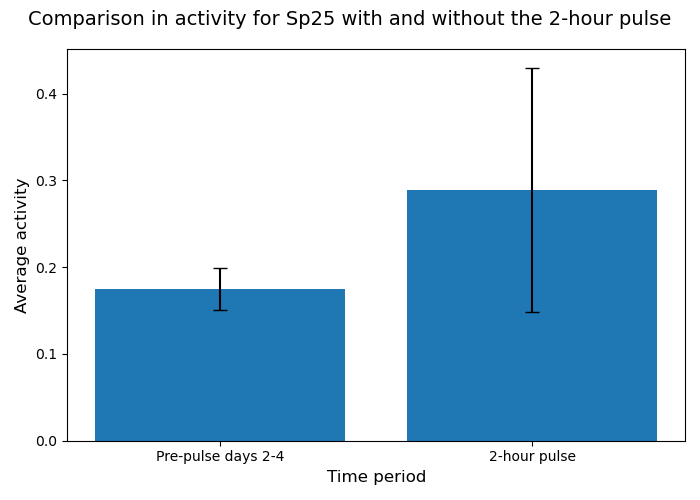 Comparison in activity for Sp25 with and without the 2-hour pulse
Average activity
0.4
0.3
0.2
0.1
0.0
Pre-pulse days 2-4
2-hour pulse
Time period